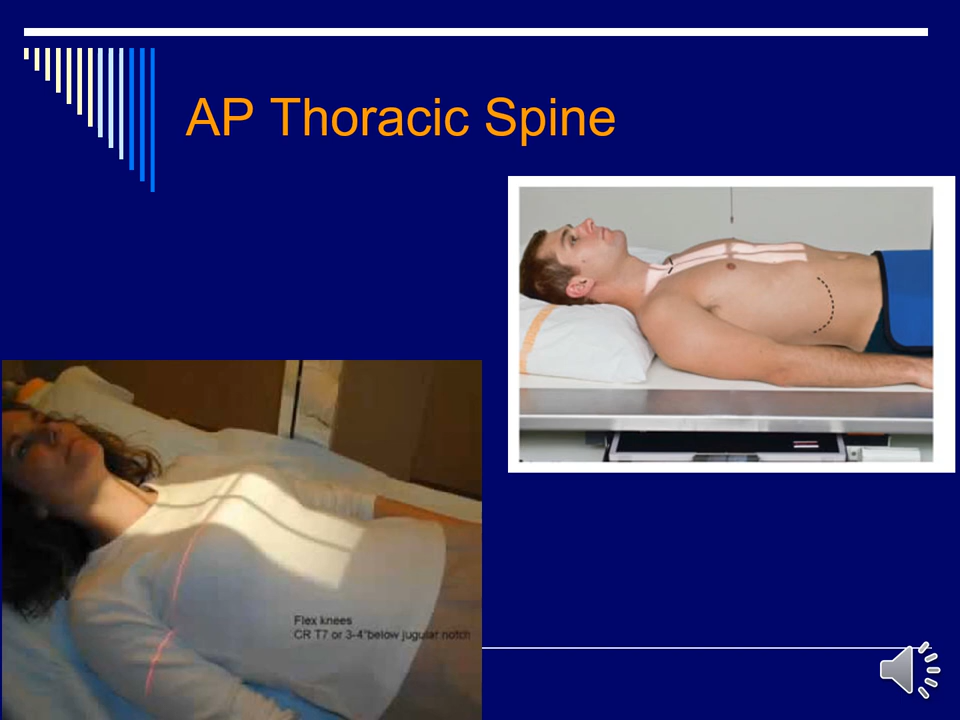 AP Thoracic Spine
Flex knees
CR T7 or 3-4"below jugular notch